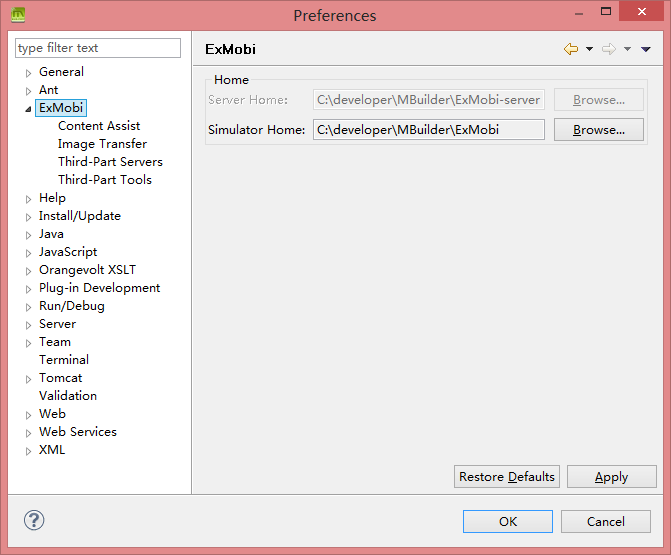 Preferences
type filter text
General
Ant
ExMobi
Content Assist
Image Transfer
Third-Part Servers
Third-Part Tools
Help
Install/Update
Java
JavaScript
Orangevolt XSLT
Plug-in Development
Run/Debug
Server
Team
Terminal
Tomcat
Validation
Web
Web Services
XML
ExMobi
Home
Server Home: C:\developer\MBuilder\ExMobi-server Browse...
Simulator Home: C:\developer\MBuilder\ExMobi Browse...
Restore Defaults Apply
OK Cancel